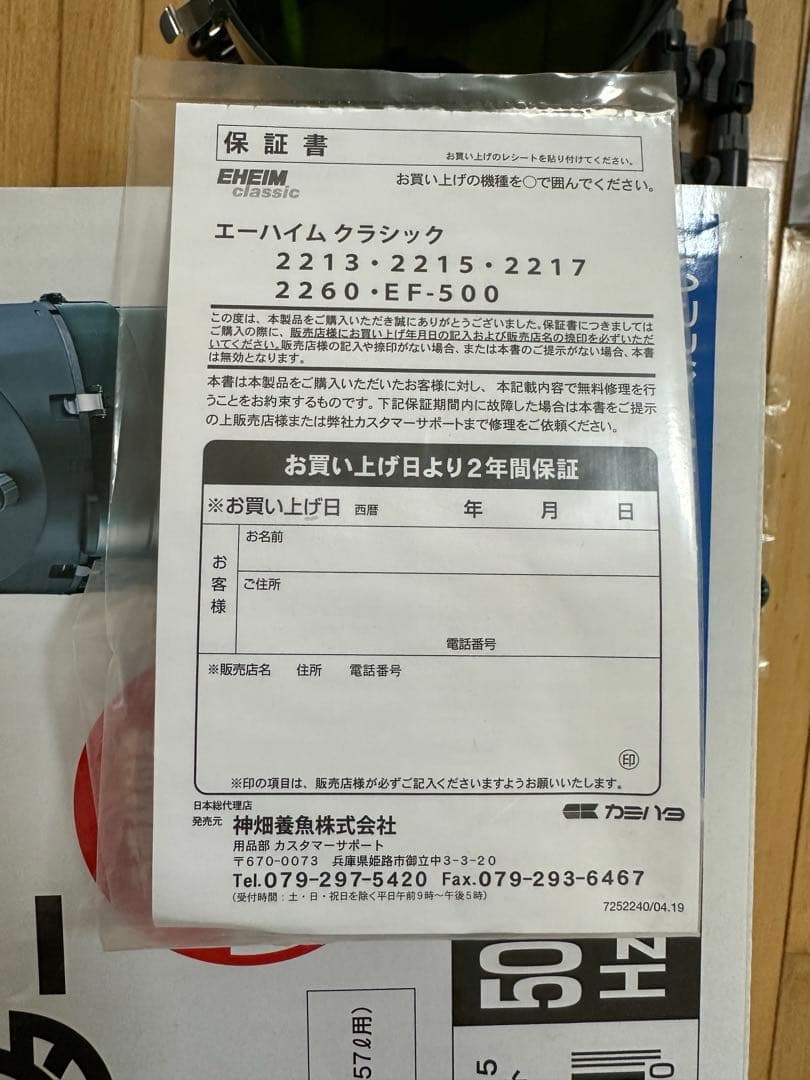 保証書
お買い上げのレシートを貼り付けてください。
EHEIM
classic
お買い上げの機種を○で囲んでください。
エーハイム クラシック
2213・2215・2217
2260・EF-500
この度は、本製品をご購入いただき誠にありがとうございました。保証書につきましては
ご購入の際に、販売店様にお買い上げ年月日の記入および販売店名の捺印を必ずいただ
いてください。販売店様の記入や捺印がない場合、または本書のご提示がない場合、本書
は無効となります。
本書は本製品をご購入いただいたお客様に対し、本記載内容で無料修理を行
うことをお約束するものです。下記保証期間内に故障した場合は本書をご提示
の上販売店様または弊社カスタマーサポートまで修理をご依頼ください。
お買い上げ日より2年間保証
※お買い上げ日 西暦 年 月 日
お客様
お名前
ご住所
電話番号
※販売店名 住所 電話番号
印
※印の項目は、販売店様が必ずご記入くださいますようお願いいたします。
日本総代理店
発売元 神畑養魚株式会社
カミハタ
用品部 カスタマーサポート
〒670-0073 兵庫県姫路市御立中3-3-20
Tel.079-297-5420 Fax.079-293-6467
(受付時間:土・日・祝日を除く平日午前9時〜午後5時)
7252240/04.19
50
Hz
57ℓ用)
5
0